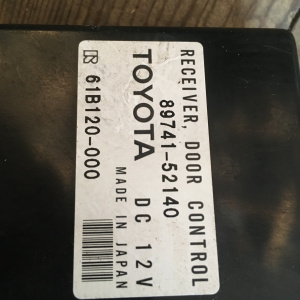 RECEIVER, DOOR CONTROL
89741-52140
TOYOTA DC 12V
MADE IN JAPAN
61B120-000